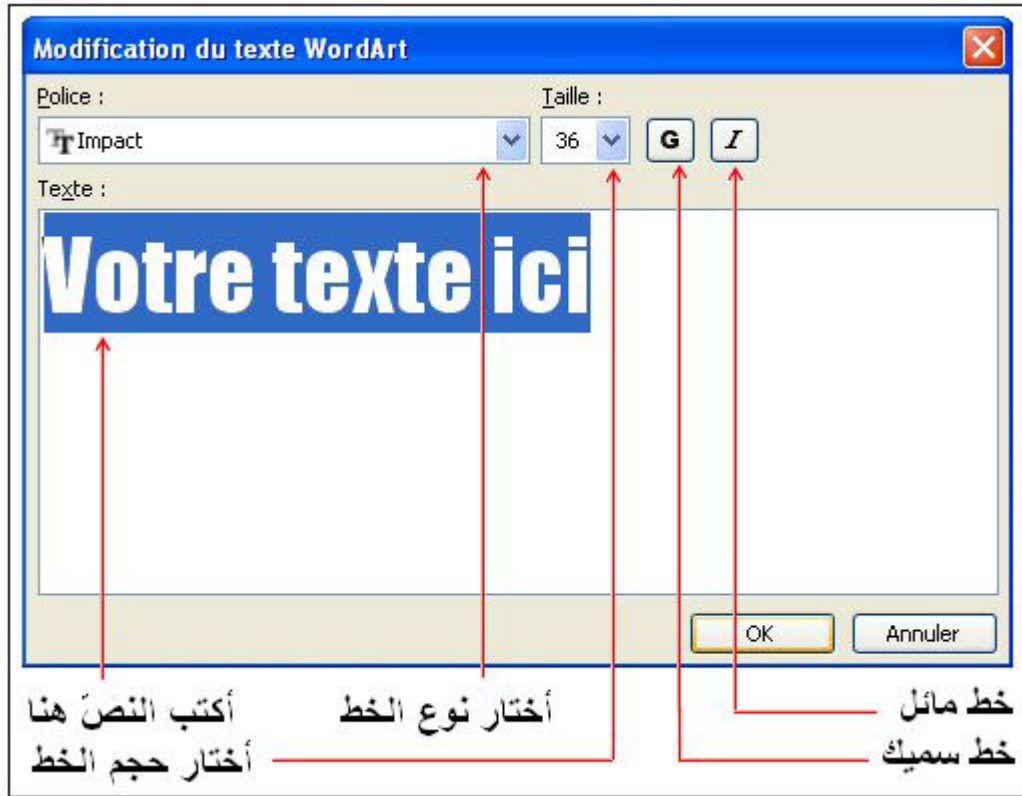 Modification du texte WordArt
Police :
Taille :
Impact
36
G
I
Texte :
Votre texte ici
OK
Annuler
خط مائل
أختار نوع الخط
أكتب النصّ هنا
خط سميك
أختار حجم الخط